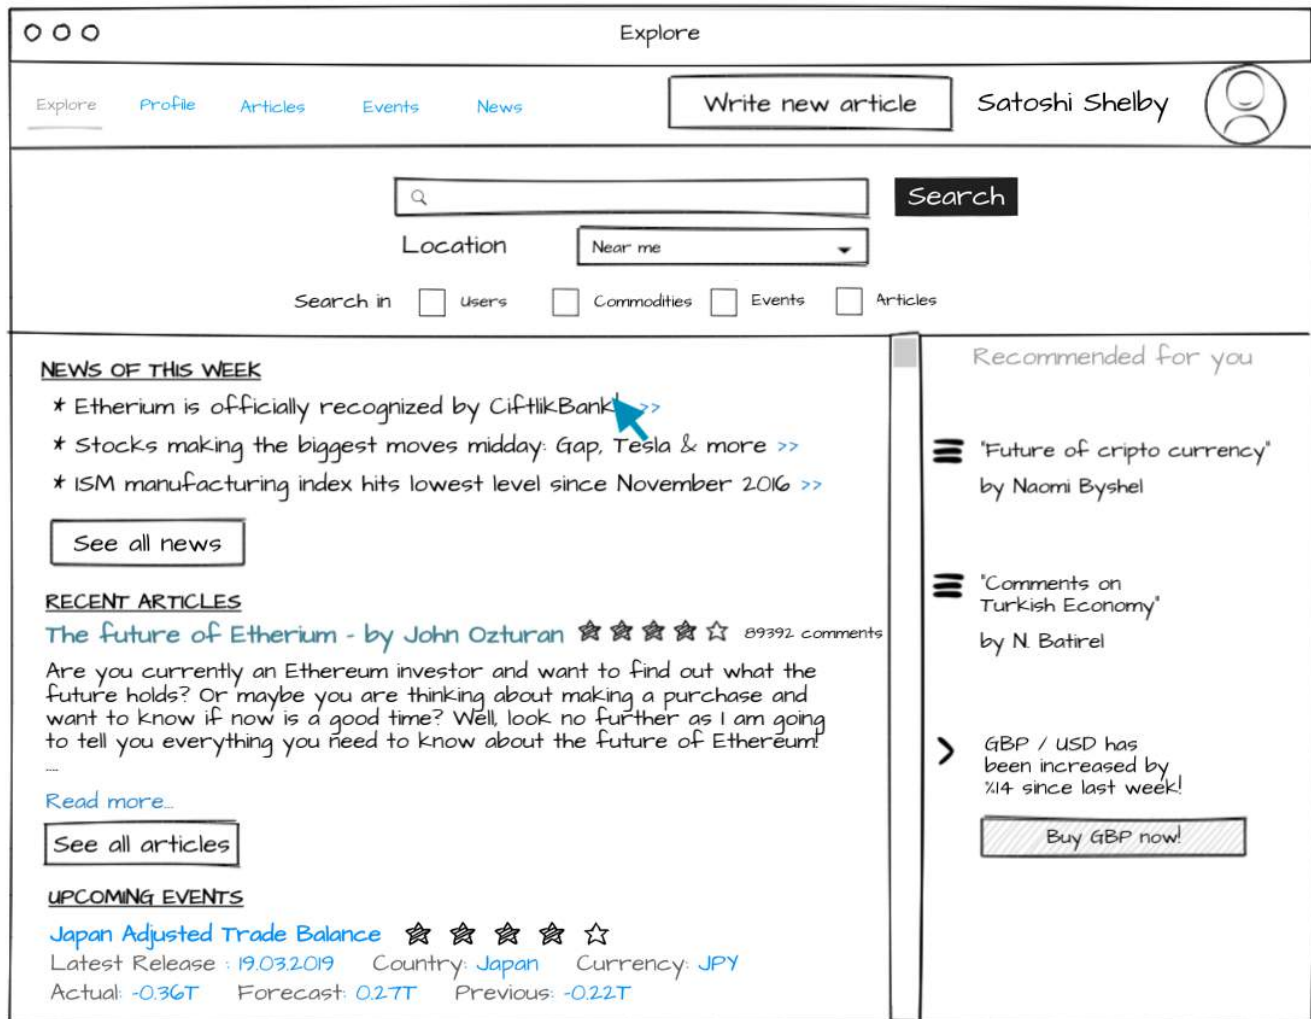 Explore
Explore Profile Articles Events News Write new article Satoshi Shelby
Search
Location Near me
Search in Users Commodities Events Articles
NEWS OF THIS WEEK
* Etherium is officially recognized by CiftlikBank! >>
* Stocks making the biggest moves midday: Gap, Tesla & more >>
* ISM manufacturing index hits lowest level since November 2016 >>
See all news
RECENT ARTICLES
The future of Etherium - by John Ozturan 89392 comments
Are you currently an Ethereum investor and want to find out what the
future holds? Or maybe you are thinking about making a purchase and
want to know if now is a good time? Well, look no further as I am going
to tell you everything you need to know about the future of Ethereum!
....
Read more...
See all articles
UPCOMING EVENTS
Japan Adjusted Trade Balance
Latest Release : 19.03.2019 Country: Japan Currency: JPY
Actual: -0.36T Forecast: 0.27T Previous: -0.22T
Recommended for you
"Future of cripto currency"
by Naomi Byshel
"Comments on
Turkish Economy"
by N. Batirel
GBP / USD has
been increased by
%14 since last week!
Buy GBP now!